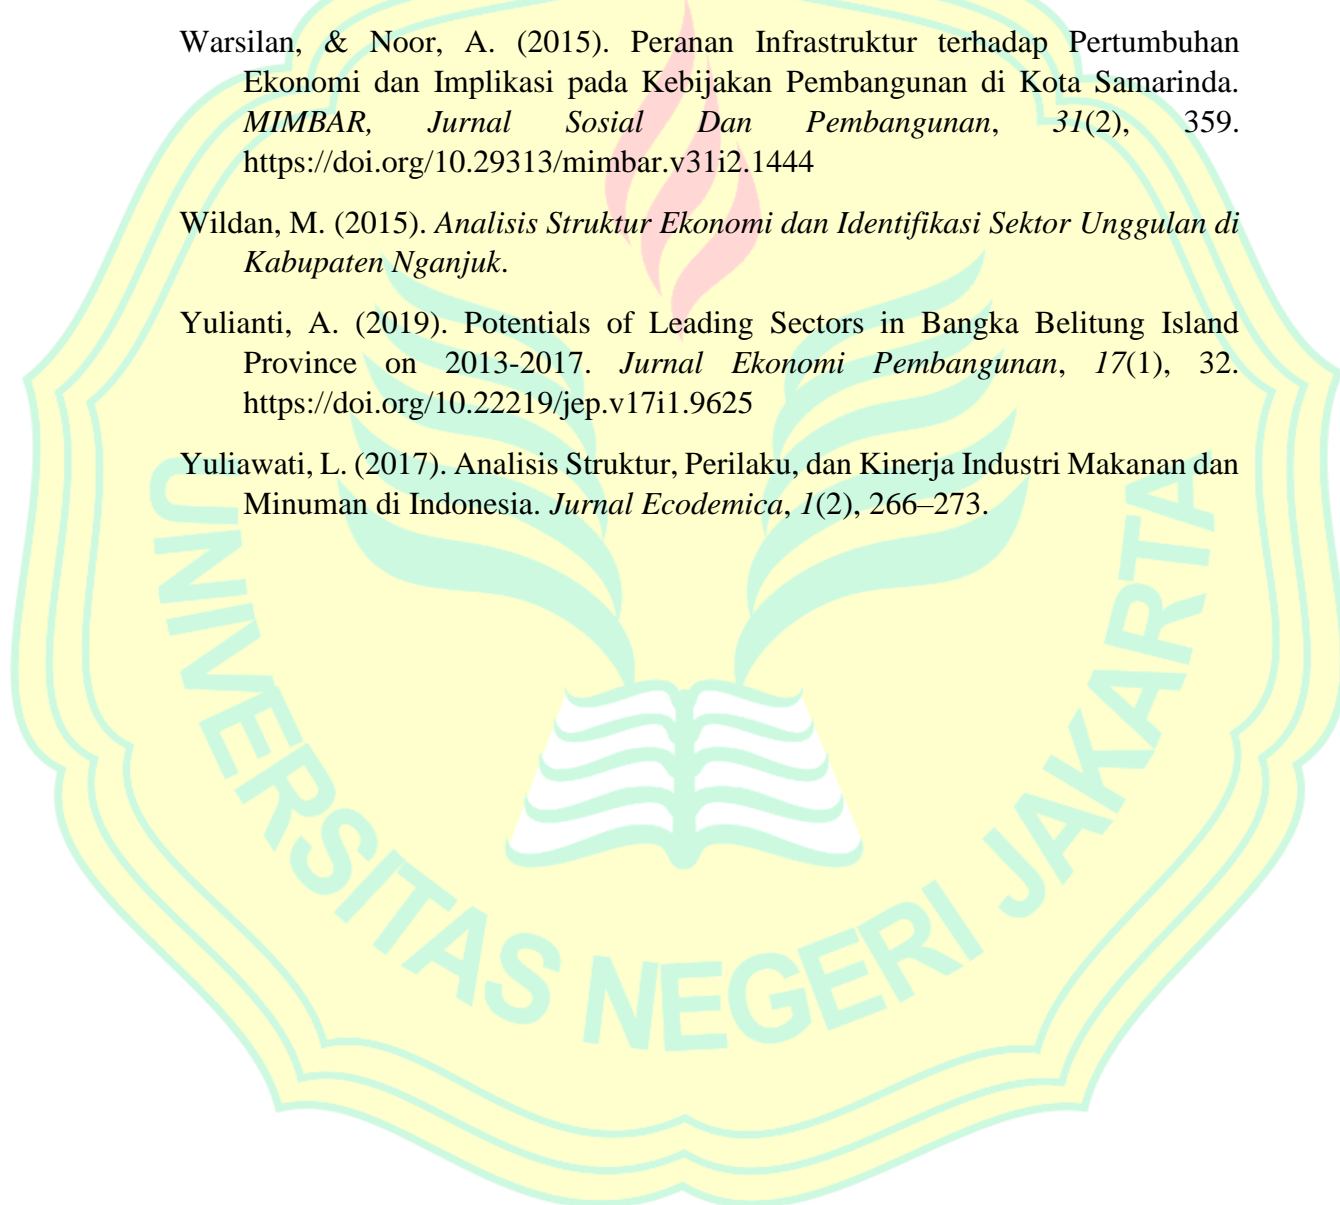 Warsilan, & Noor, A. (2015). Peranan Infrastruktur terhadap Pertumbuhan
Ekonomi dan Implikasi pada Kebijakan Pembangunan di Kota Samarinda.
MIMBAR, Jurnal Sosial Dan Pembangunan, 31(2), 359.
https://doi.org/10.29313/mimbar.v31i2.1444
Wildan, M. (2015). Analisis Struktur Ekonomi dan Identifikasi Sektor Unggulan di
Kabupaten Nganjuk.
Yulianti, A. (2019). Potentials of Leading Sectors in Bangka Belitung Island
Province on 2013-2017. Jurnal Ekonomi Pembangunan, 17(1), 32.
https://doi.org/10.22219/jep.v17i1.9625
Yuliawati, L. (2017). Analisis Struktur, Perilaku, dan Kinerja Industri Makanan dan
Minuman di Indonesia. Jurnal Ecodemica, 1(2), 266–273.
UNIVERSITAS NEGERI JAKARTA